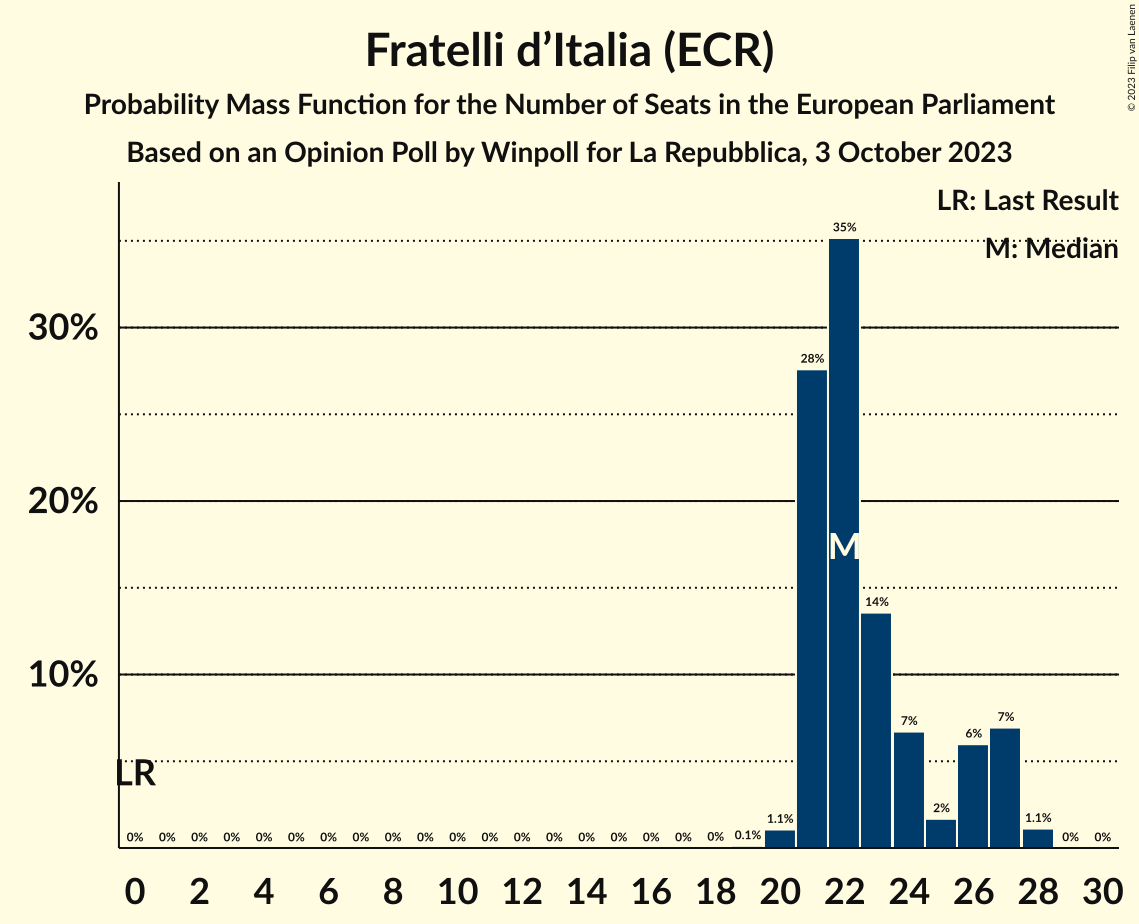 Fratelli d’Italia (ECR)
Probability Mass Function for the Number of Seats in the European Parliament
Based on an Opinion Poll by Winpoll for La Repubblica, 3 October 2023
© 2023 Filip van Laenen
LR: Last Result
M: Median
35%
30%
28%
20%
M
14%
10%
7%
6%
7%
LR
2%
0% 0% 0% 0% 0% 0% 0% 0% 0% 0% 0% 0% 0% 0% 0% 0% 0% 0% 0% 0.1% 1.1% 1.1% 0% 0%
0 2 4 6 8 10 12 14 16 18 20 22 24 26 28 30